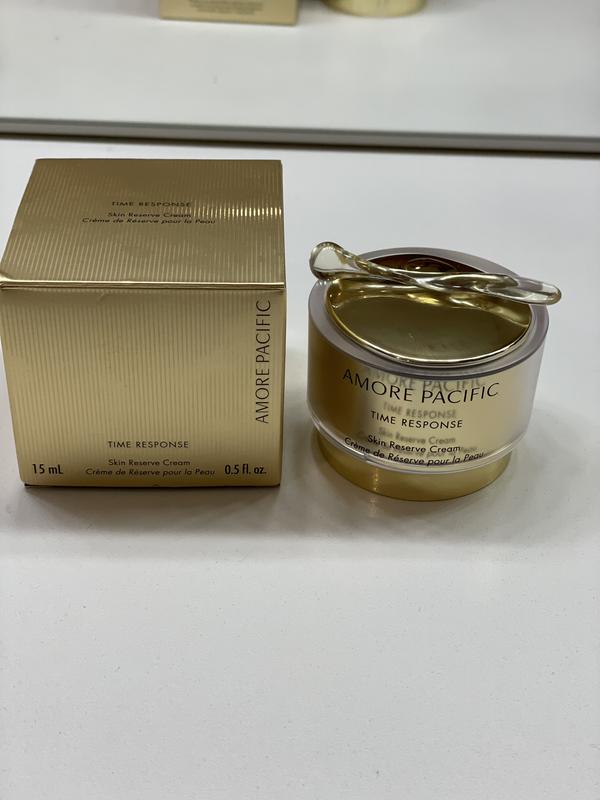 TIME RESPONSE
Skin Reserve Cream
Crème de Réserve pour la Peau
AMORE PACIFIC
TIME RESPONSE
Skin Reserve Cream
Crème de Réserve pour la Peau
15 mL
0.5 fl. oz.
AMORE PACIFIC
TIME RESPONSE
Skin Reserve Cream
Crème de Réserve pour la Peau